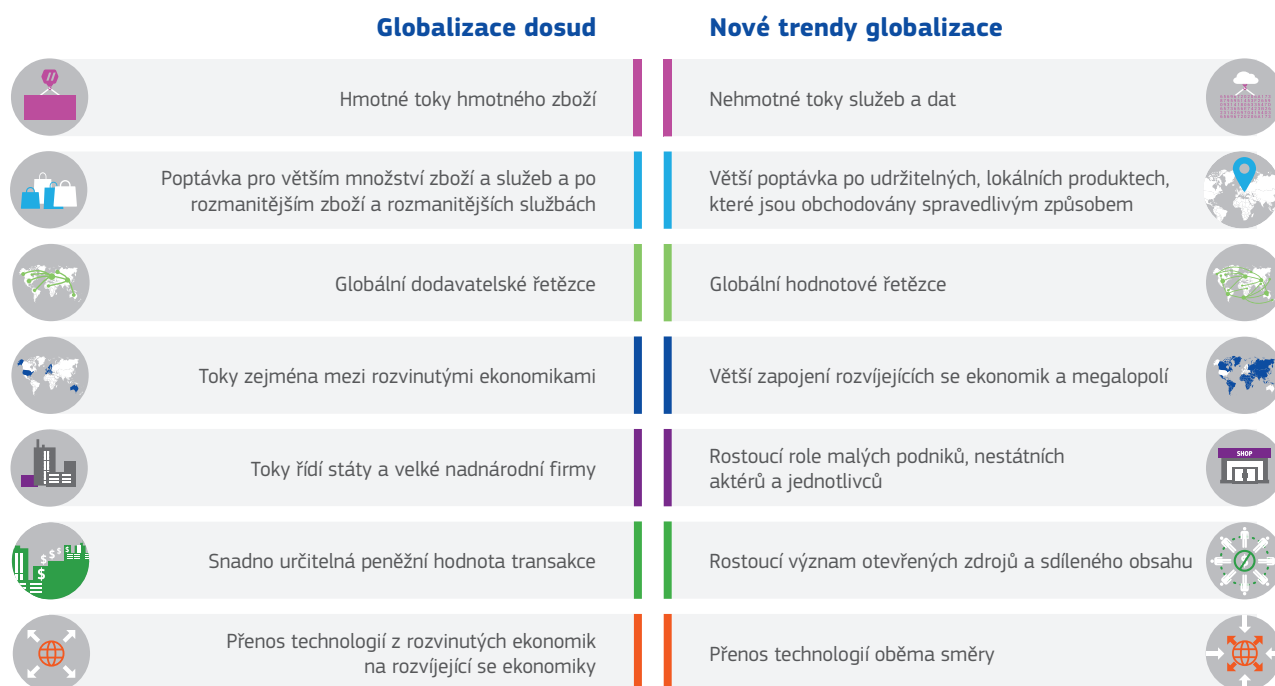 Globalizace dosud
Nové trendy globalizace
Hmotné toky hmotného zboží
Nehmotné toky služeb a dat
Poptávka pro větším množství zboží a služeb a po
rozmanitějším zboží a rozmanitějších službách
Větší poptávka po udržitelných, lokálních produktech,
které jsou obchodovány spravedlivým způsobem
Globální dodavatelské řetězce
Globální hodnotové řetězce
Toky zejména mezi rozvinutými ekonomikami
Větší zapojení rozvíjejících se ekonomik a megalopolí
Toky řídí státy a velké nadnárodní firmy
Rostoucí role malých podniků, nestátních
aktérů a jednotlivců
SHOP
Snadno určitelná peněžní hodnota transakce
Rostoucí význam otevřených zdrojů a sdíleného obsahu
Přenos technologií z rozvinutých ekonomik
na rozvíjející se ekonomiky
Přenos technologií oběma směry